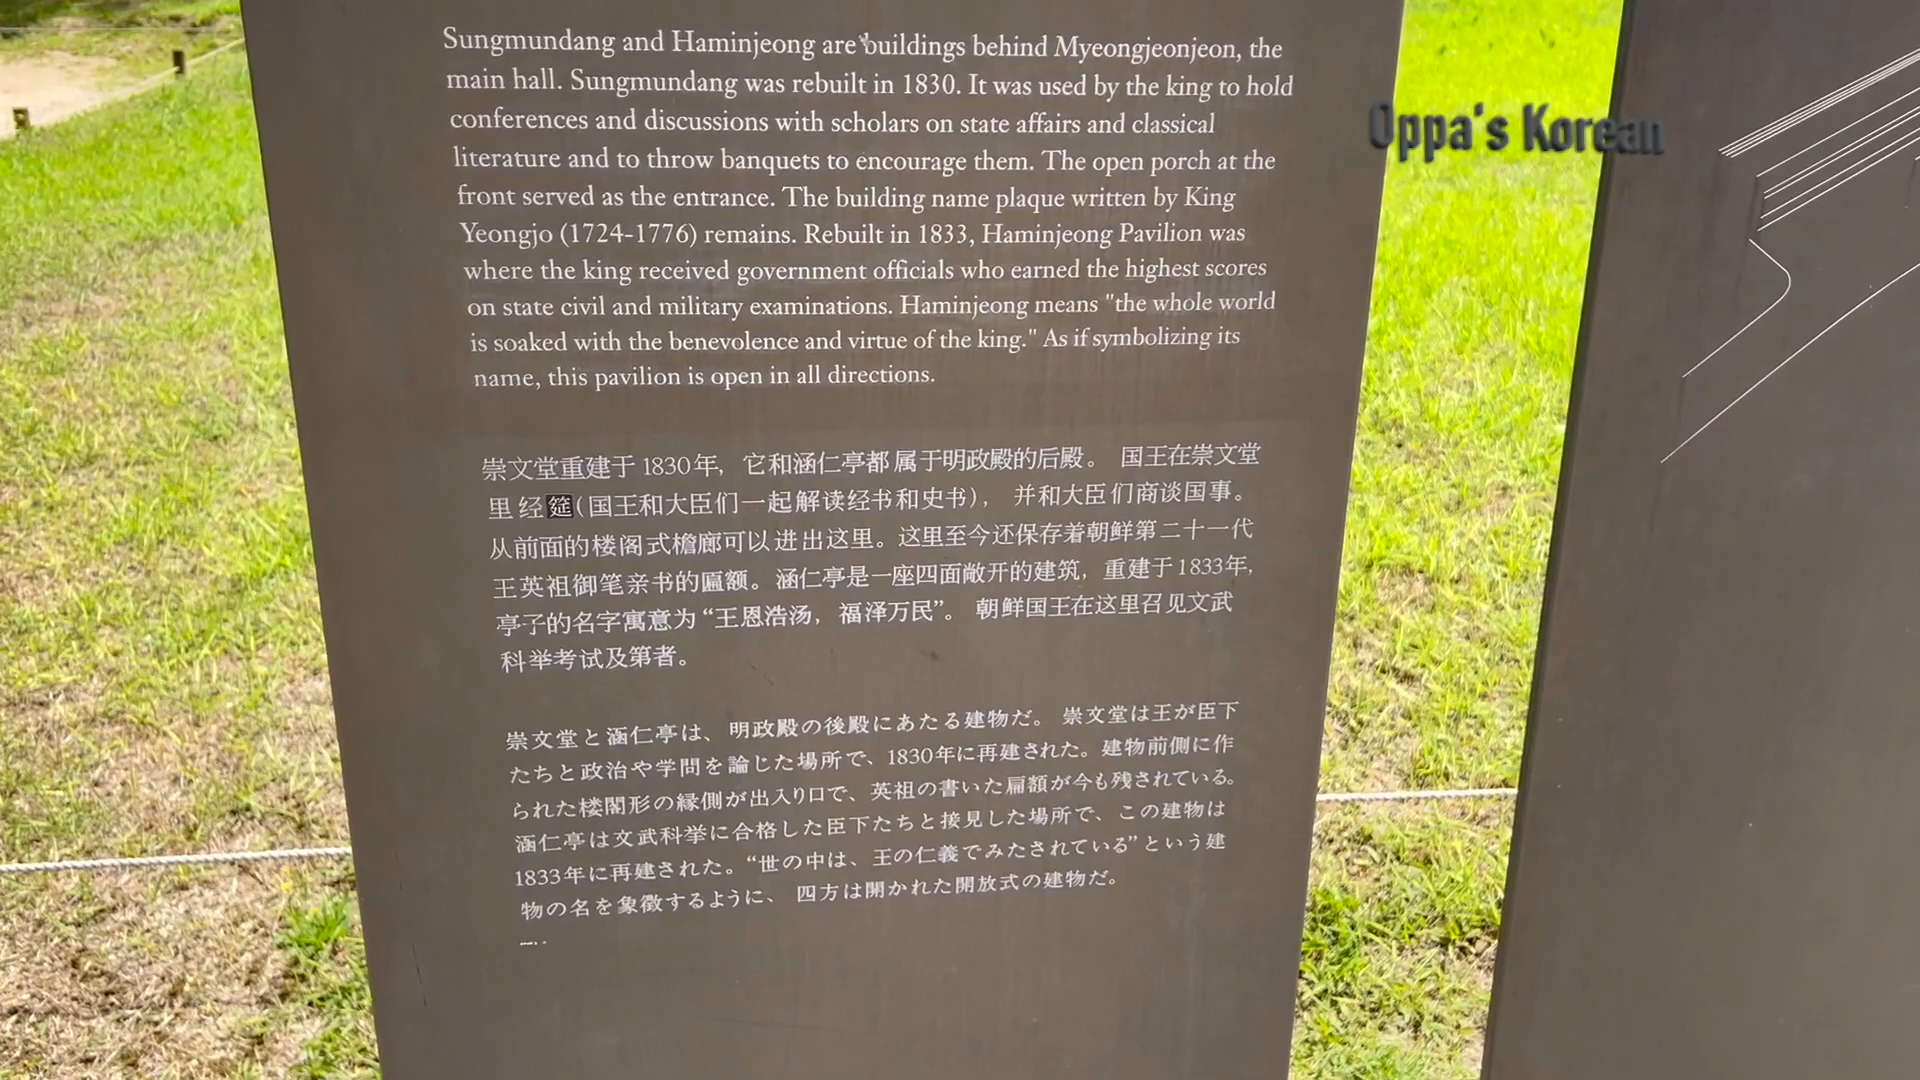 Sungmundang and Haminjeong are buildings behind Myeongjeonjeon, the
main hall. Sungmundang was rebuilt in 1830. It was used by the king to hold
conferences and discussions with scholars on state affairs and classical
literature and to throw banquets to encourage them. The open porch at the
front served as the entrance. The building name plaque written by King
Yeongjo (1724-1776) remains. Rebuilt in 1833, Haminjeong Pavilion was
where the king received government officials who earned the highest scores
on state civil and military examinations. Haminjeong means "the whole world
is soaked with the benevolence and virtue of the king." As if symbolizing its
name, this pavilion is open in all directions.
Oppa's Korean
崇文堂重建于1830年，它和涵仁亭都属于明政殿的后殿。 国王在崇文堂
里经筵(国王和大臣们一起解读经书和史书)， 并和大臣们商谈国事。
从前面的楼阁式檐廊可以进出这里。这里至今还保存着朝鲜第二十一代
王英祖御笔亲书的匾额。涵仁亭是一座四面敞开的建筑，重建于1833年，
亭子的名字寓意为“王恩浩汤，福泽万民”。 朝鲜国王在这里召见文武
科举考试及第者。
崇文堂と涵仁亭は、明政殿の後殿にあたる建物だ。 崇文堂は王が臣下
たちと政治や学問を論じた場所で、1830年に再建された。建物前側に作
られた楼閣形の縁側が出入り口で、英祖の書いた扁額が今も残されている。
涵仁亭は文武科挙に合格した臣下たちと接見した場所で、この建物は
1833年に再建された。“世の中は、王の仁義でみたされている”という建
物の名を象徴するように、 四方は開かれた開放式の建物だ。